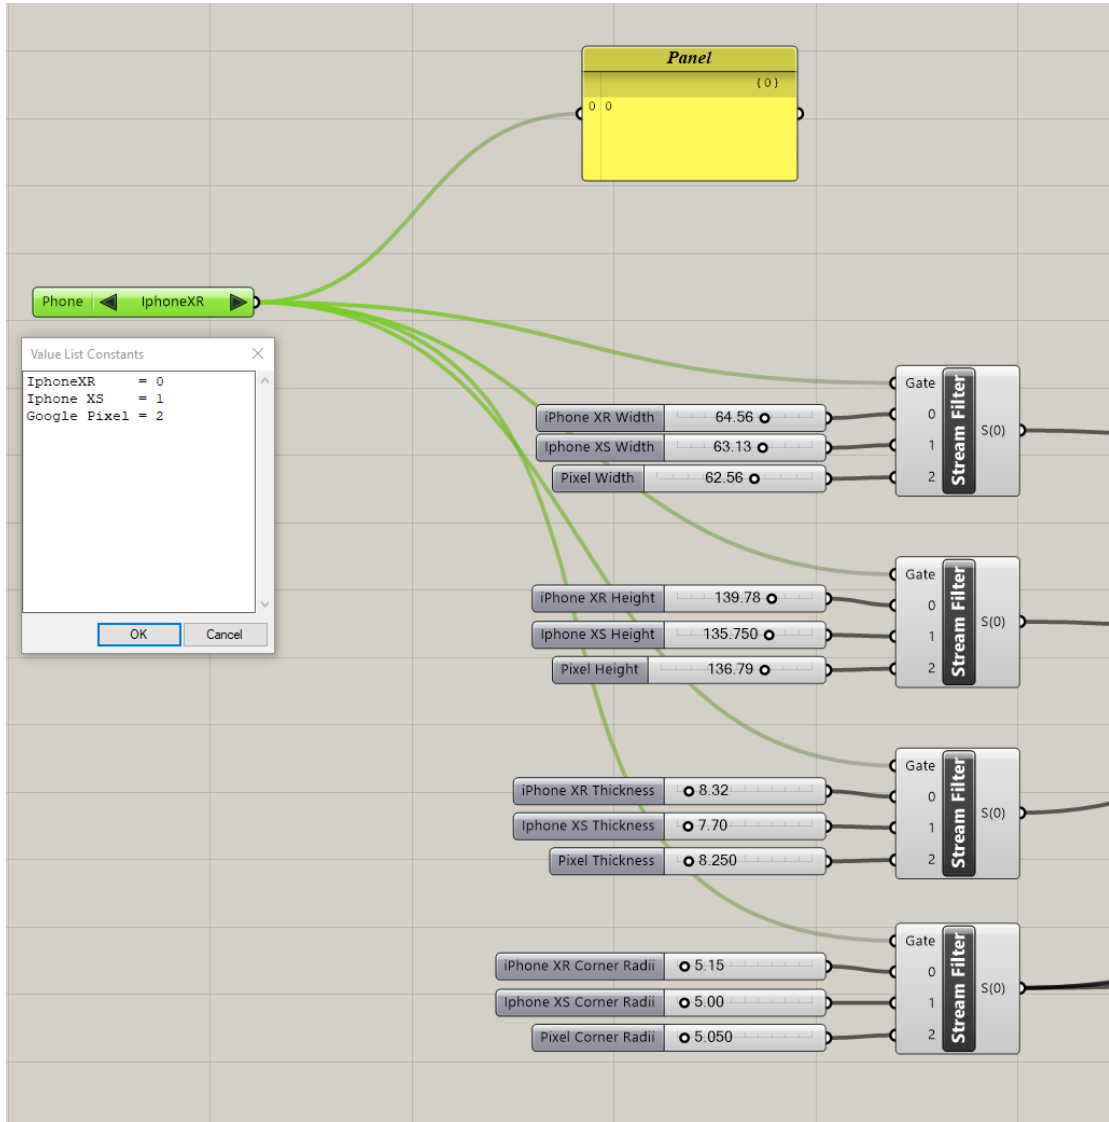 Panel
{0}
0 0
Phone IphoneXR
Value List Constants
IphoneXR     = 0
Iphone XS    = 1
Google Pixel = 2
OK Cancel
Gate
iPhone XR Width 64.56 0
Iphone XS Width 63.13 1
Pixel Width 62.56 2
Stream Filter
S(0)
Gate
iPhone XR Height 139.78 0
Iphone XS Height 135.750 1
Pixel Height 136.79 2
Stream Filter
S(0)
Gate
iPhone XR Thickness 8.32 0
Iphone XS Thickness 7.70 1
Pixel Thickness 8.250 2
Stream Filter
S(0)
Gate
iPhone XR Corner Radii 5.15 0
Iphone XS Corner Radii 5.00 1
Pixel Corner Radii 5.050 2
Stream Filter
S(0)